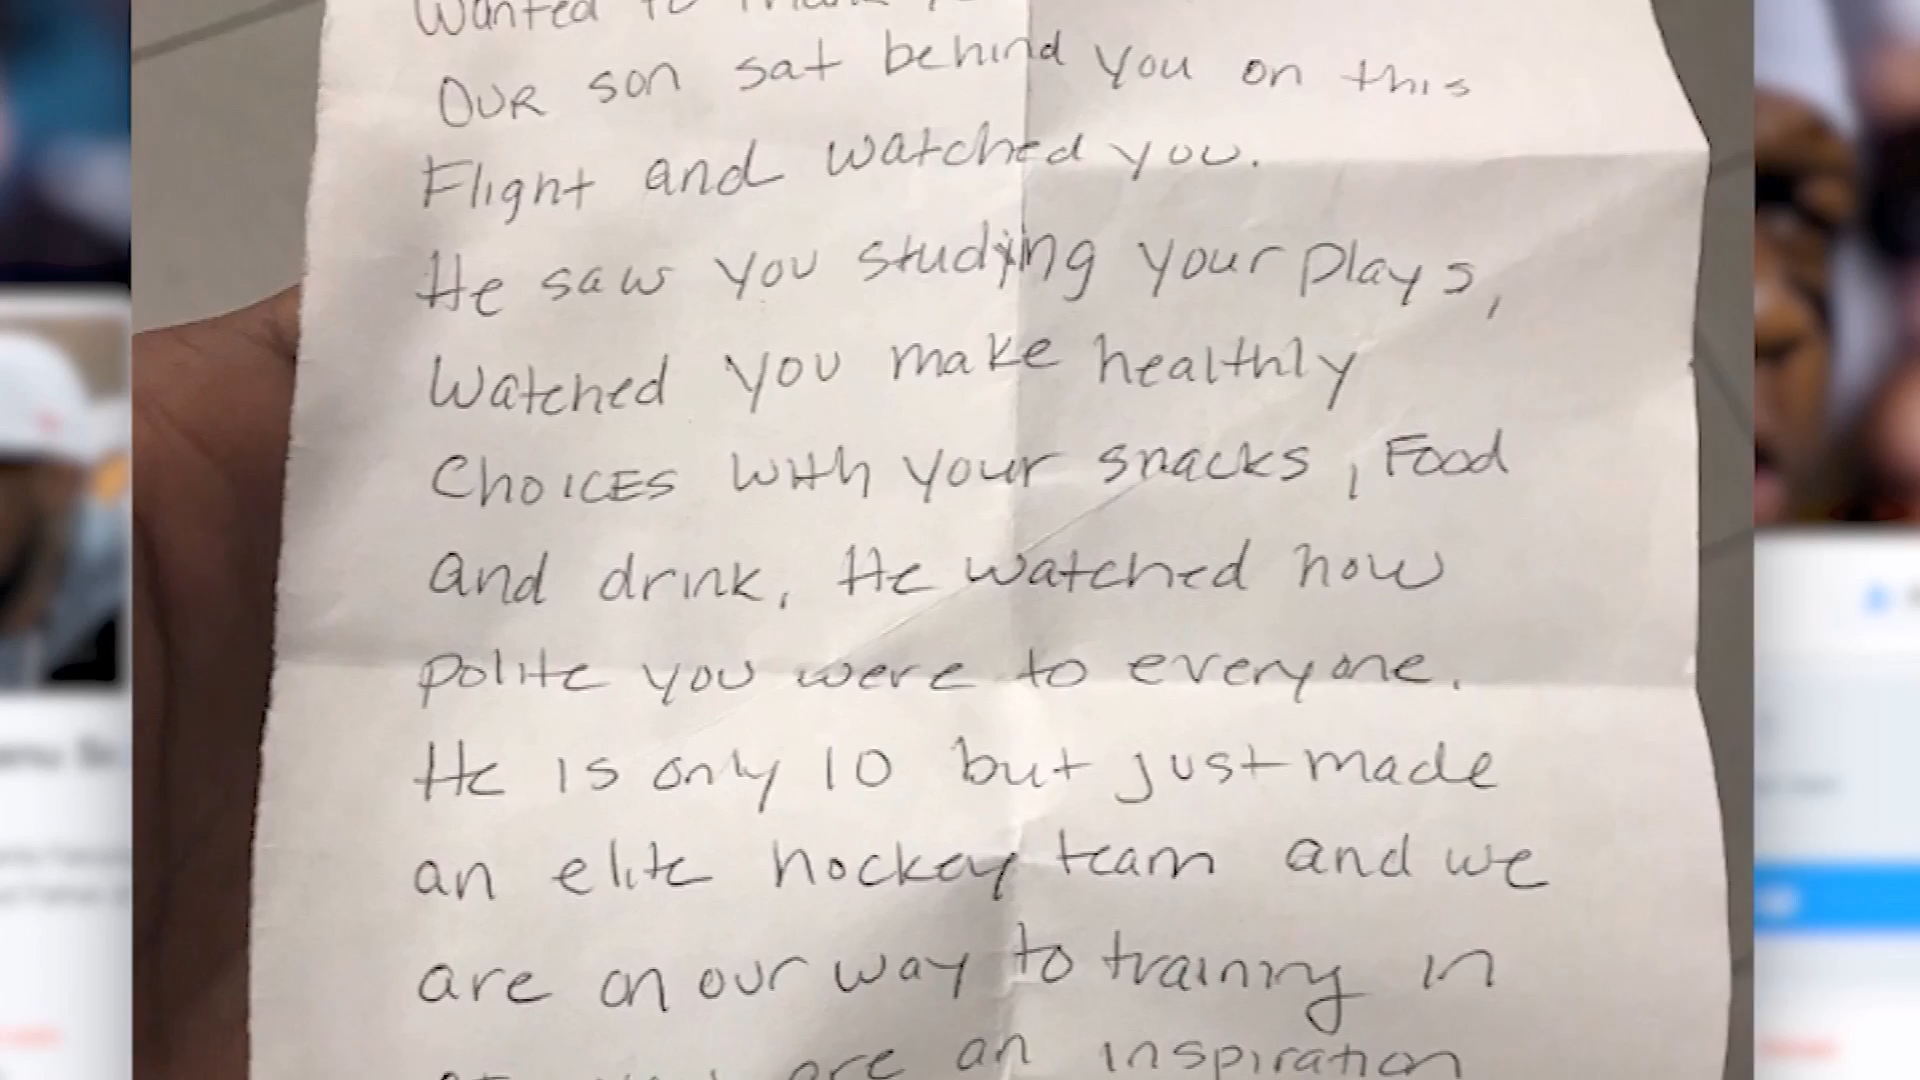 Wanted to thank
OUR son sat behind you on this
Flight and watched you.
He saw you studying your plays,
Watched you make healthly
Choices with your snacks, Food
and drink, He watched how
polite you were to everyone.
He is only 10 but just made
an elite hockey team and we
are on our way to training in
are an inspiration